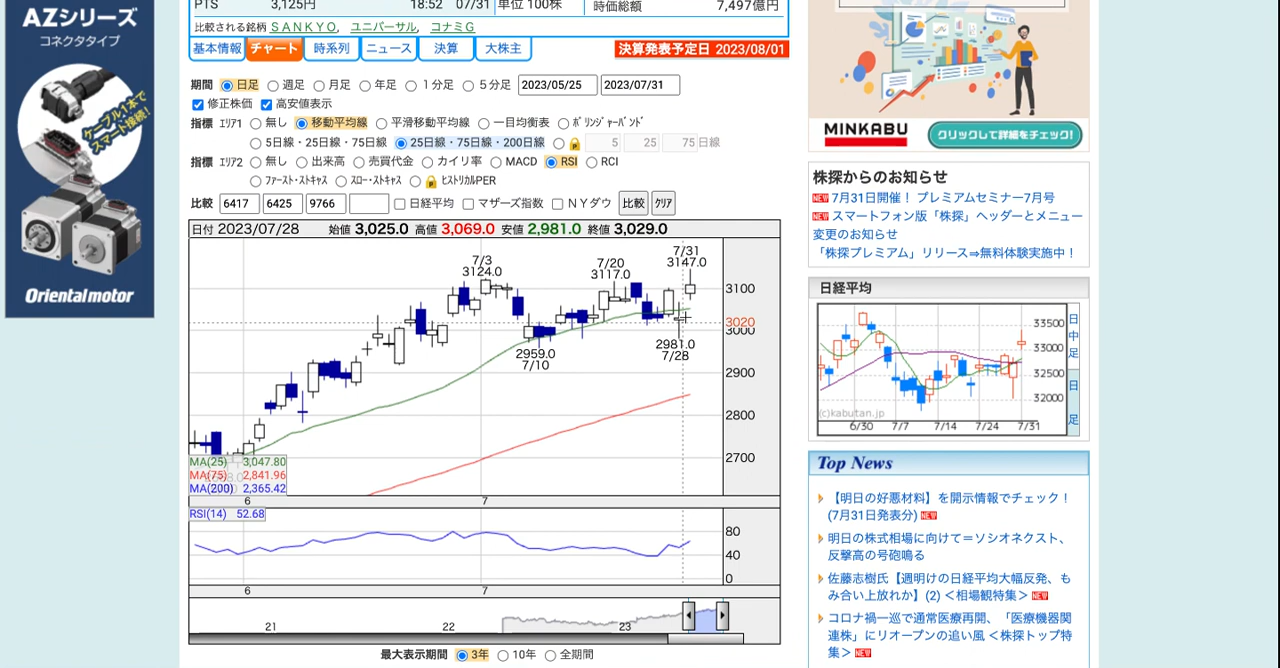 AZシリーズ
コネクタタイプ
ケーブル1本で
スマート接続!
Orientalmotor
PTS 3,125円 18:52 07/31 単位 100株 時価総額 7,497億円
比較される銘柄 SANKYO, ユニバーサル, コナミG
基本情報 チャート 時系列 ニュース 決算 大株主 決算発表予定日 2023/08/01
期間 日足 週足 月足 年足 1分足 5分足 2023/05/25 2023/07/31
修正株価 高安値表示
指標 エリア1 無し 移動平均線 平滑移動平均線 一目均衡表 ボリンジャーバンド
5日線・25日線・75日線 25日線・75日線・200日線 5 25 75 日線
指標 エリア2 無し 出来高 売買代金 カイリ率 MACD RSI RCI
ファースト・ストキャス スロー・ストキャス ヒストリカルPER
比較 6417 6425 9766 日経平均 マザーズ指数 NYダウ 比較 クリア
日付 2023/07/28 始値 3,025.0 高値 3,069.0 安値 2,981.0 終値 3,029.0
7/3
3124.0
7/20
3117.0
7/31
3147.0
3100
3020
3000
2959.0
7/10
2981.0
7/28
2900
2800
2700
MA(25) 3,047.80
MA(75) 2,841.96
MA(200) 2,365.42
6 7
RSI(14) 52.68
80
40
0
6 7
21 22 23
最大表示期間 3年 10年 全期間
MINKABU クリックして詳細をチェック!
株探からのお知らせ
NEW 7月31日開催! プレミアムセミナー7月号
NEW スマートフォン版「株探」ヘッダーとメニュー
変更のお知らせ
「株探プレミアム」リリース⇒無料体験実施中!
日経平均
33500
33000
32500
32000
(c)kabutan.jp
6/30 7/7 7/14 7/24 7/31
日
中
足
日
足
Top News
【明日の好悪材料】を開示情報でチェック!
(7月31日発表分) NEW
明日の株式相場に向けて=ソシオネクスト、
反撃高の号砲鳴る
佐藤志樹氏【週明けの日経平均大幅反発、も
み合い上放れか】(2) <相場観特集> NEW
コロナ禍一巡で通常医療再開、「医療機器関
連株」にリオープンの追い風 <株探トップ特
集> NEW